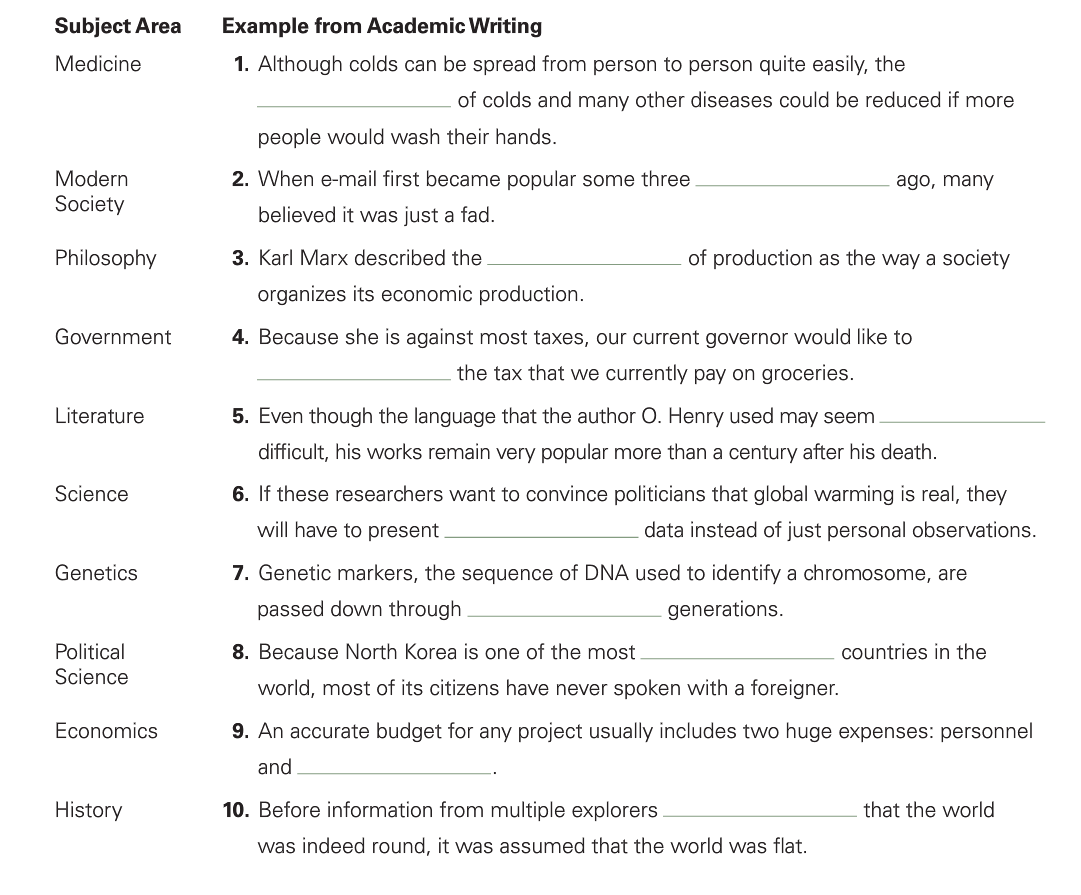 Subject Area Example from Academic Writing
Medicine 1. Although colds can be spread from person to person quite easily, the
of colds and many other diseases could be reduced if more
people would wash their hands.
Modern Society 2. When e-mail first became popular some three ago, many
believed it was just a fad.
Philosophy 3. Karl Marx described the of production as the way a society
organizes its economic production.
Government 4. Because she is against most taxes, our current governor would like to
the tax that we currently pay on groceries.
Literature 5. Even though the language that the author O. Henry used may seem
difficult, his works remain very popular more than a century after his death.
Science 6. If these researchers want to convince politicians that global warming is real, they
will have to present data instead of just personal observations.
Genetics 7. Genetic markers, the sequence of DNA used to identify a chromosome, are
passed down through generations.
Political Science 8. Because North Korea is one of the most countries in the
world, most of its citizens have never spoken with a foreigner.
Economics 9. An accurate budget for any project usually includes two huge expenses: personnel
and .
History 10. Before information from multiple explorers that the world
was indeed round, it was assumed that the world was flat.